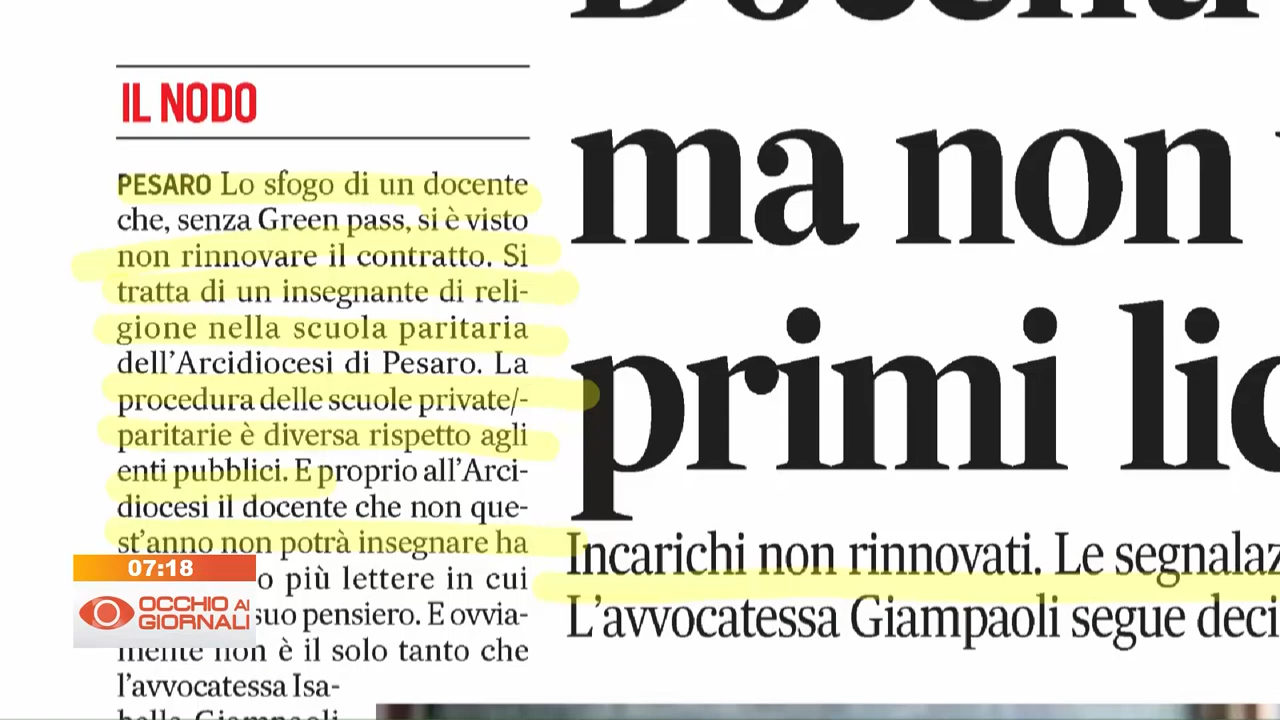 IL NODO
PESARO Lo sfogo di un docente
che, senza Green pass, si è visto
non rinnovare il contratto. Si
tratta di un insegnante di reli-
gione nella scuola paritaria
dell'Arcidiocesi di Pesaro. La
procedura delle scuole private/-
paritarie è diversa rispetto agli
enti pubblici. E proprio all'Arci-
diocesi il docente che non que-
st'anno non potrà insegnare ha
più lettere in cui
suo pensiero. E ovvia-
mente non è il solo tanto che
l'avvocatessa Isa-
ma non
primi
Incarichi non rinnovati. Le
L'avvocatessa Giampaoli segue
07:18
OCCHIO AI
GIORNALI